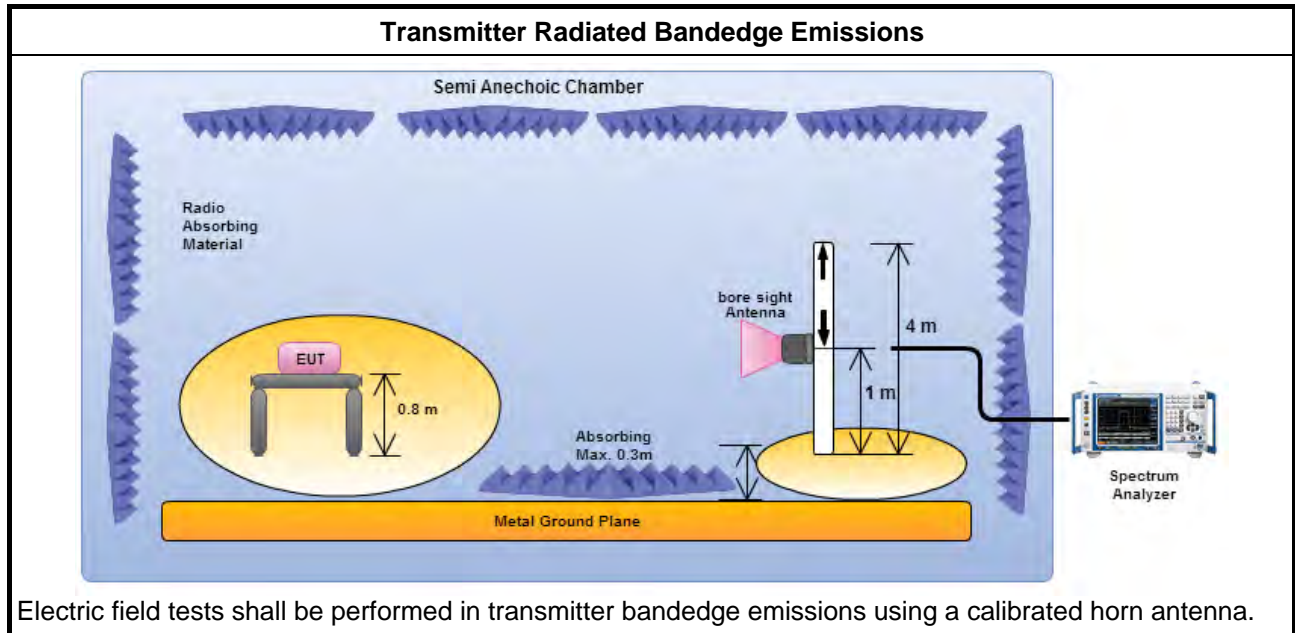 Transmitter Radiated Bandedge Emissions
Semi Anechoic Chamber
Radio
Absorbing
Material
bore sight
Antenna
4 m
EUT
1 m
0.8 m
Absorbing
Max. 0.3m
Spectrum
Analyzer
Metal Ground Plane
Electric field tests shall be performed in transmitter bandedge emissions using a calibrated horn antenna.